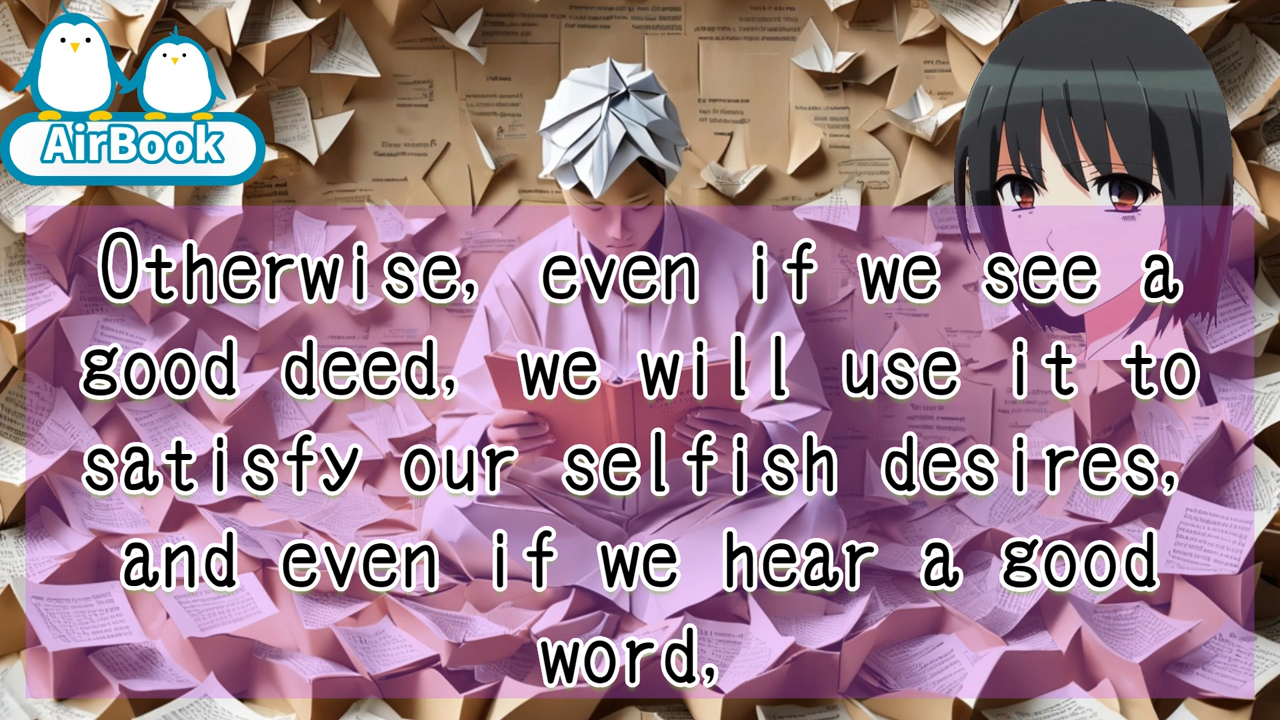 AirBook
Otherwise, even if we see a
good deed, we will use it to
satisfy our selfish desires,
and even if we hear a good
word,